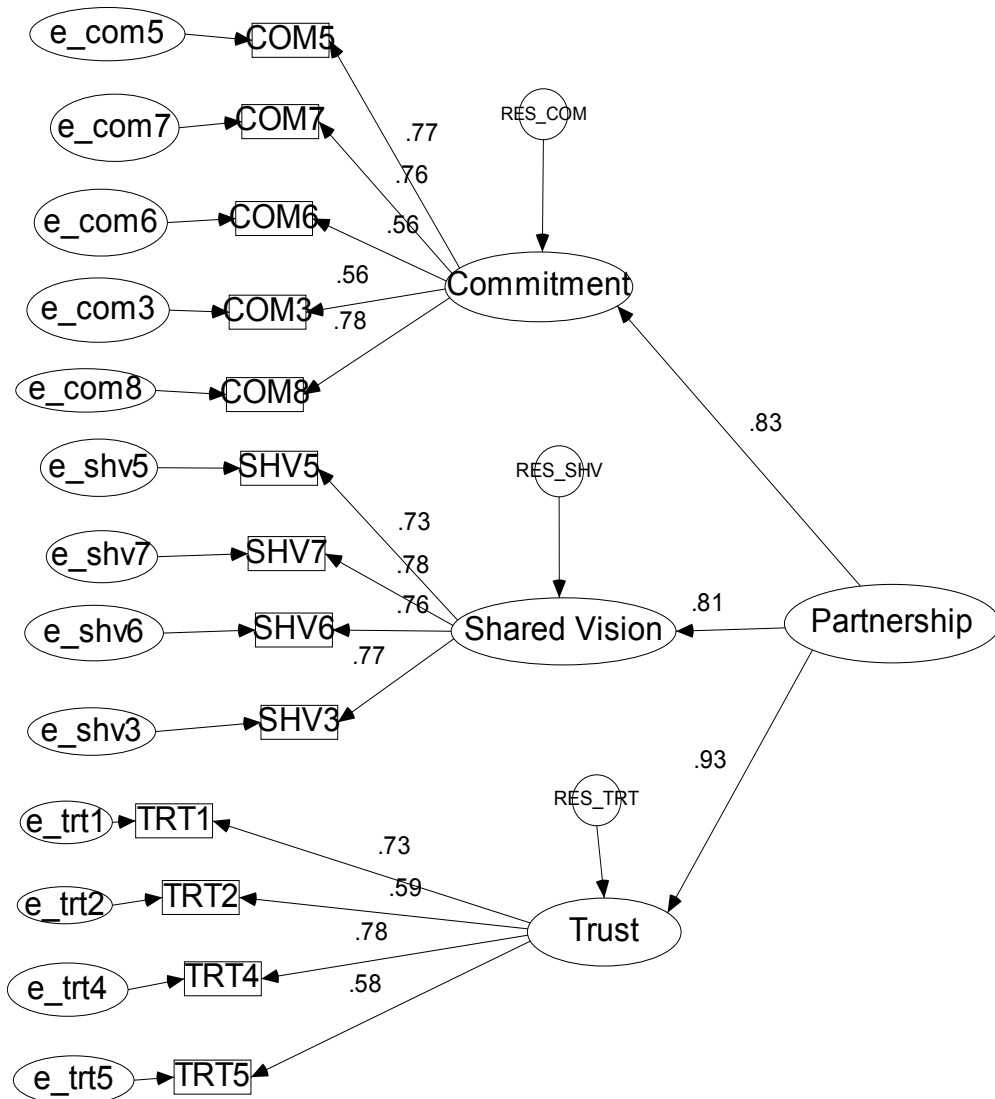 e_com5
COM5
e_com7
COM7
RES_COM
.77
.76
e_com6
COM6
.56
Commitment
e_com3
COM3
.56
.78
e_com8
COM8
.83
e_shv5
SHV5
RES_SHV
.73
e_shv7
SHV7
.78
.76
e_shv6
SHV6
Shared Vision
.81
Partnership
.77
e_shv3
SHV3
.93
RES_TRT
e_trt1
TRT1
.73
e_trt2
TRT2
.59
Trust
.78
e_trt4
TRT4
.58
e_trt5
TRT5